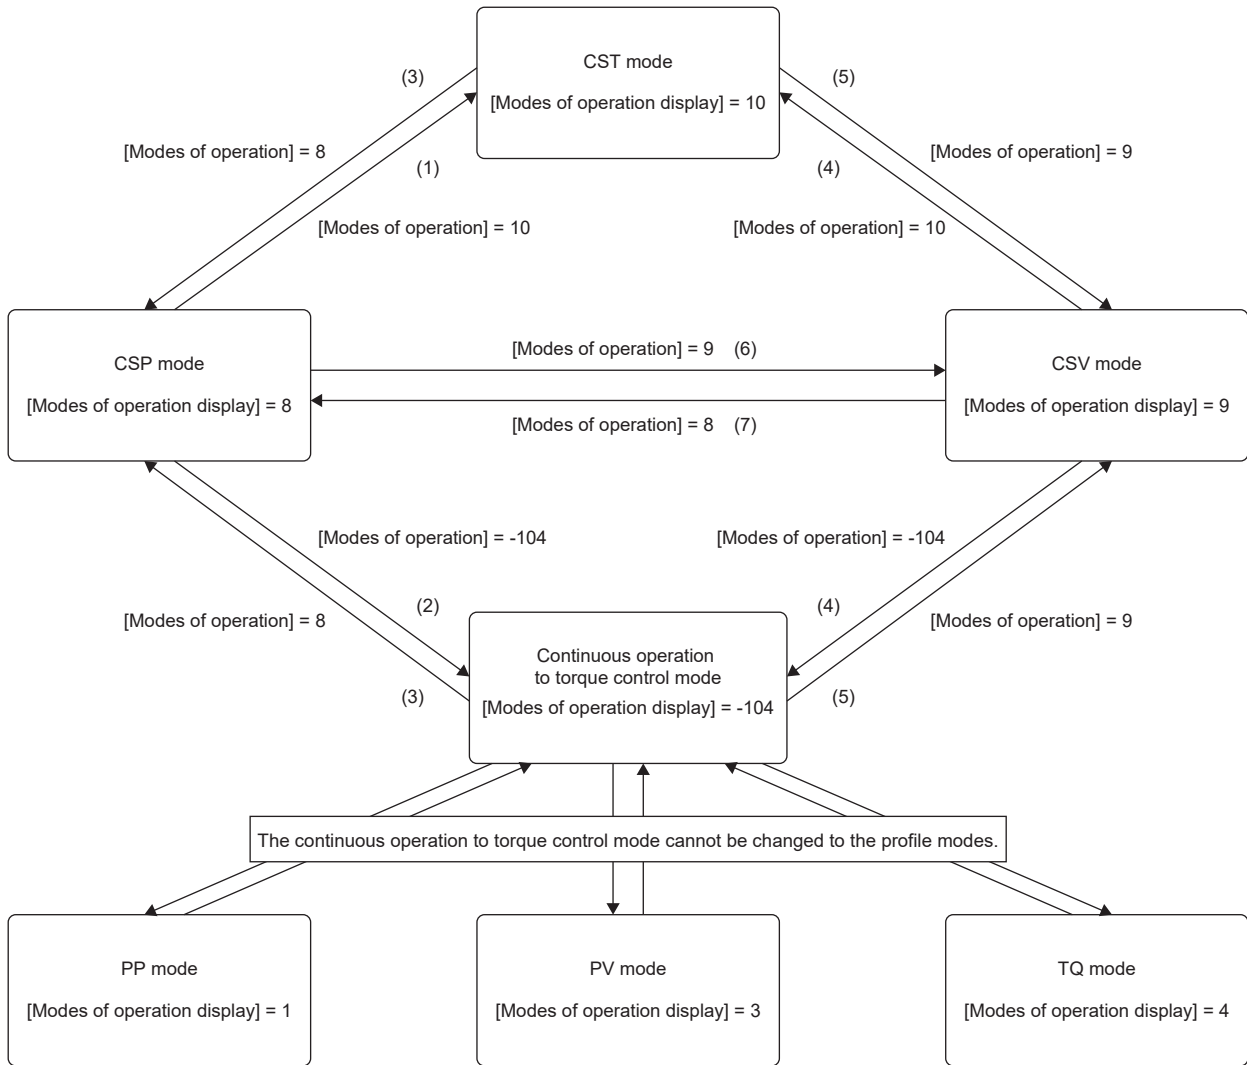 CST mode
[Modes of operation display] = 10
(3)
(5)
[Modes of operation] = 8
[Modes of operation] = 9
(1)
(4)
[Modes of operation] = 10
[Modes of operation] = 10
CSP mode
[Modes of operation display] = 8
[Modes of operation] = 9 (6)
[Modes of operation] = 8 (7)
CSV mode
[Modes of operation display] = 9
[Modes of operation] = -104
[Modes of operation] = -104
(2)
(4)
[Modes of operation] = 8
[Modes of operation] = 9
(3)
(5)
Continuous operation
to torque control mode
[Modes of operation display] = -104
The continuous operation to torque control mode cannot be changed to the profile modes.
PP mode
[Modes of operation display] = 1
PV mode
[Modes of operation display] = 3
TQ mode
[Modes of operation display] = 4